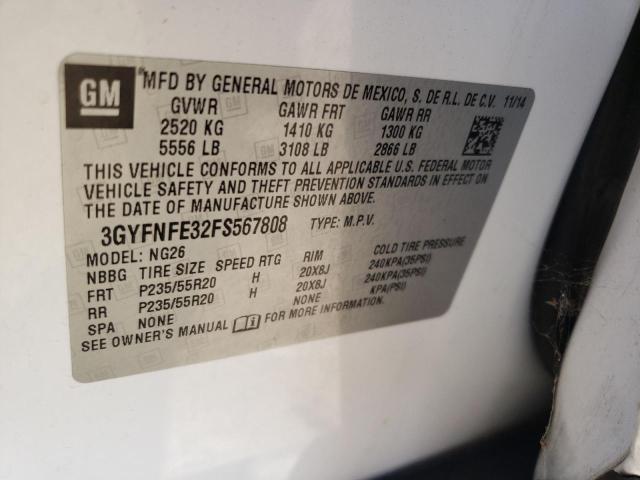 GM
MFD BY GENERAL MOTORS DE MEXICO, S. DE R.L. DE C.V. 11/14
GVWR GAWR FRT GAWR RR
2520 KG 1410 KG 1300 KG
5556 LB 3108 LB 2866 LB
THIS VEHICLE CONFORMS TO ALL APPLICABLE U.S. FEDERAL MOTOR
VEHICLE SAFETY AND THEFT PREVENTION STANDARDS IN EFFECT ON
THE DATE OF MANUFACTURE SHOWN ABOVE.
3GYFNFE32FS567808 TYPE: M.P.V.
MODEL: NG26
NBBG TIRE SIZE SPEED RTG RIM COLD TIRE PRESSURE
FRT P235/55R20 H 20X8J 240KPA(35PSI)
RR P235/55R20 H 20X8J 240KPA(35PSI)
SPA NONE NONE KPA(PSI)
SEE OWNER'S MANUAL FOR MORE INFORMATION.